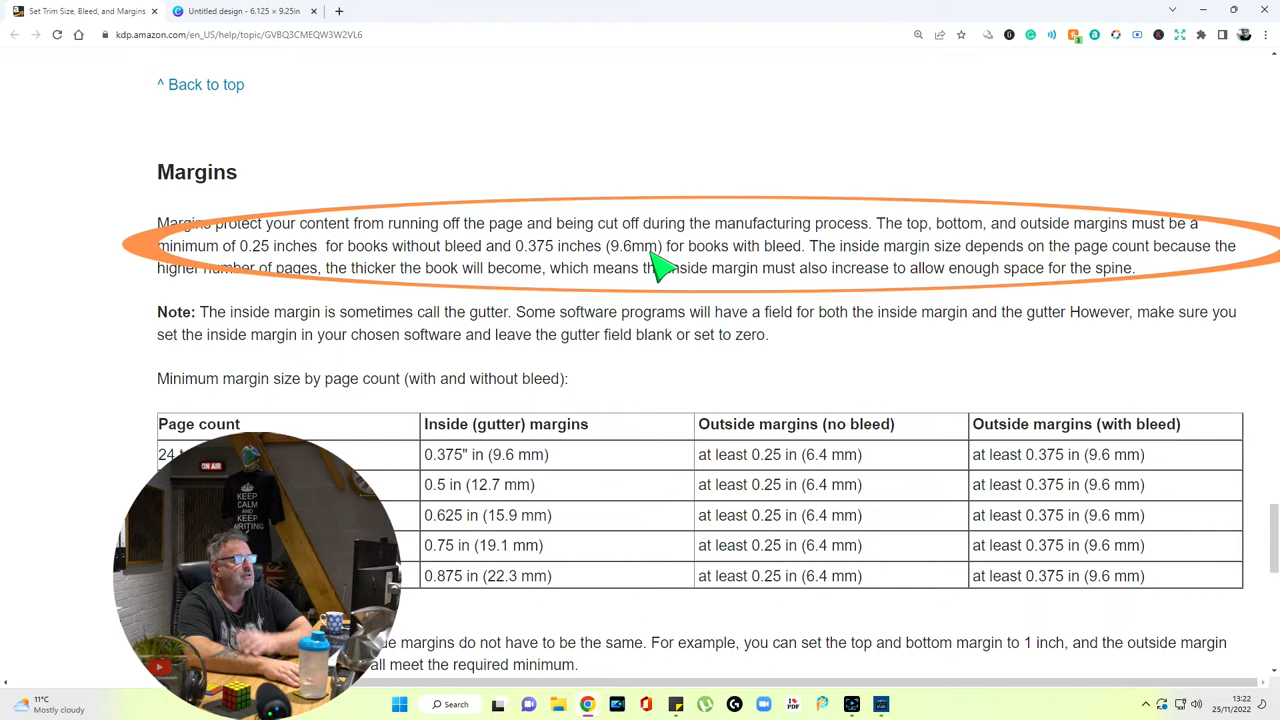 Set Trim Size, Bleed, and Margins
Untitled design - 6.125 × 9.25in
kdp.amazon.com/en_US/help/topic/GVBQ3CMEQW3W2VL6
^ Back to top
Margins
Margins protect your content from running off the page and being cut off during the manufacturing process. The top, bottom, and outside margins must be a
minimum of 0.25 inches for books without bleed and 0.375 inches (9.6mm) for books with bleed. The inside margin size depends on the page count because the
higher number of pages, the thicker the book will become, which means the inside margin must also increase to allow enough space for the spine.
Note: The inside margin is sometimes call the gutter. Some software programs will have a field for both the inside margin and the gutter However, make sure you
set the inside margin in your chosen software and leave the gutter field blank or set to zero.
Minimum margin size by page count (with and without bleed):
Page count Inside (gutter) margins Outside margins (no bleed) Outside margins (with bleed)
24 0.375" in (9.6 mm) at least 0.25 in (6.4 mm) at least 0.375 in (9.6 mm)
0.5 in (12.7 mm) at least 0.25 in (6.4 mm) at least 0.375 in (9.6 mm)
0.625 in (15.9 mm) at least 0.25 in (6.4 mm) at least 0.375 in (9.6 mm)
0.75 in (19.1 mm) at least 0.25 in (6.4 mm) at least 0.375 in (9.6 mm)
0.875 in (22.3 mm) at least 0.25 in (6.4 mm) at least 0.375 in (9.6 mm)
ON AIR
KEEP
CALM
AND
KEEP
WRITING
margins do not have to be the same. For example, you can set the top and bottom margin to 1 inch, and the outside margin
meet the required minimum.
11°C
Mostly cloudy
Search
13:22
25/11/2022